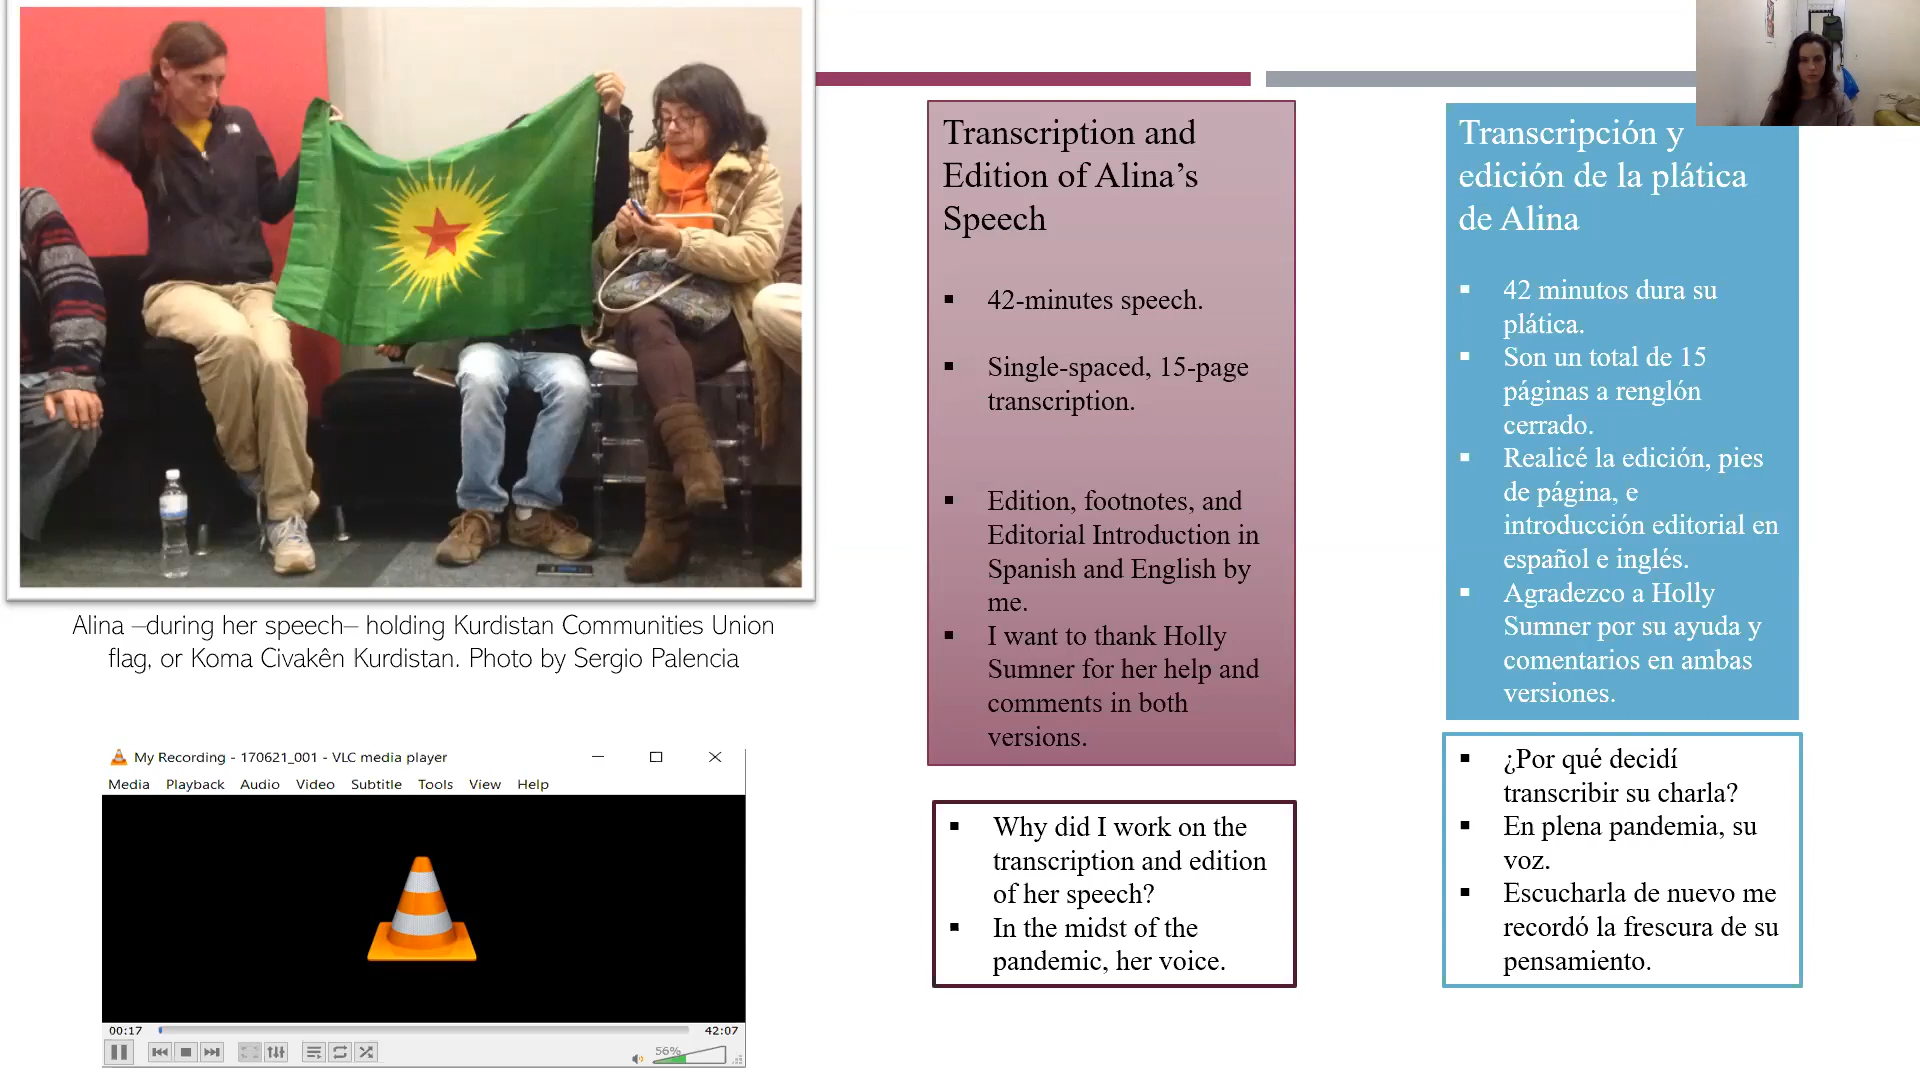 Alina –during her speech– holding Kurdistan Communities Union
flag, or Koma Civakên Kurdistan. Photo by Sergio Palencia
My Recording - 170621_001 - VLC media player
Media Playback Audio Video Subtitle Tools View Help
00:17
42:07
56%
Transcription and
Edition of Alina’s
Speech
▪ 42-minutes speech.
▪ Single-spaced, 15-page
transcription.
▪ Edition, footnotes, and
Editorial Introduction in
Spanish and English by
me.
▪ I want to thank Holly
Sumner for her help and
comments in both
versions.
▪ Why did I work on the
transcription and edition
of her speech?
▪ In the midst of the
pandemic, her voice.
Transcripción y
edición de la plática
de Alina
▪ 42 minutos dura su
plática.
▪ Son un total de 15
páginas a renglón
cerrado.
▪ Realicé la edición, pies
de página, e
introducción editorial en
español e inglés.
▪ Agradezco a Holly
Sumner por su ayuda y
comentarios en ambas
versiones.
▪ ¿Por qué decidí
transcribir su charla?
▪ En plena pandemia, su
voz.
▪ Escucharla de nuevo me
recordó la frescura de su
pensamiento.